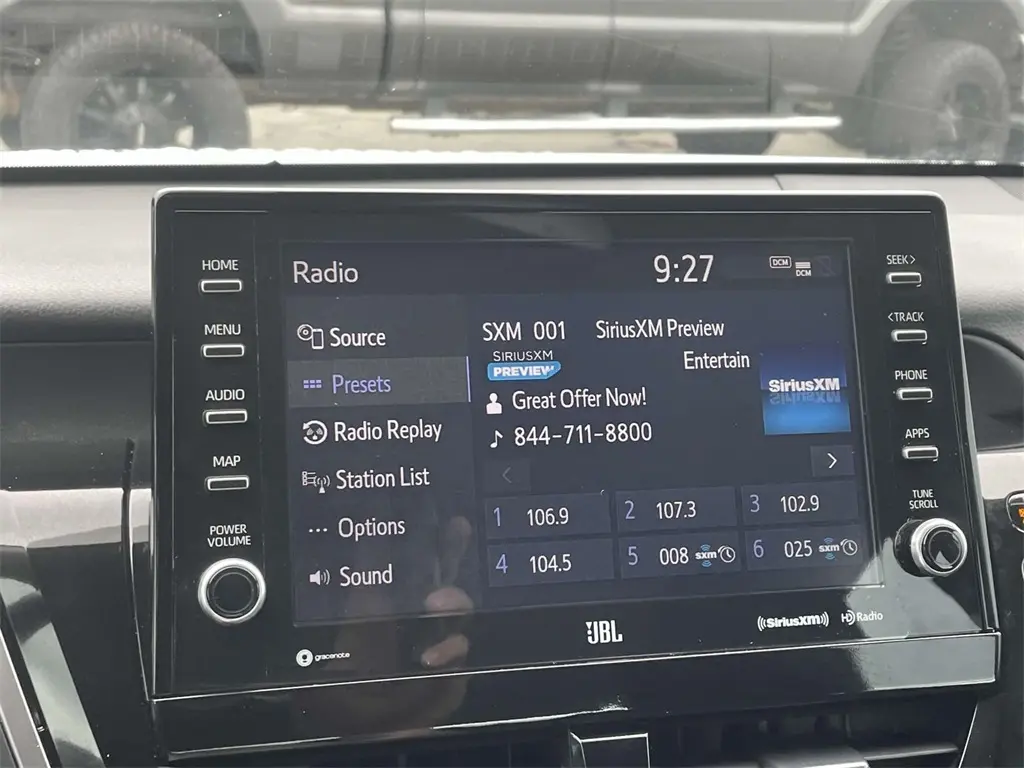 HOME
MENU
AUDIO
MAP
POWER
VOLUME
Radio
9:27
DCM
DCM
Source
Presets
Radio Replay
Station List
Options
Sound
SXM 001 SiriusXM Preview
SIRIUSXM
PREVIEW
Entertain
Great Offer Now!
844-711-8800
SiriusXM
1 106.9
2 107.3
3 102.9
4 104.5
5 008 sxm
6 025 sxm
SEEK>
<TRACK
PHONE
APPS
TUNE
SCROLL
gracenote
JBL
((SiriusXM))
HD Radio